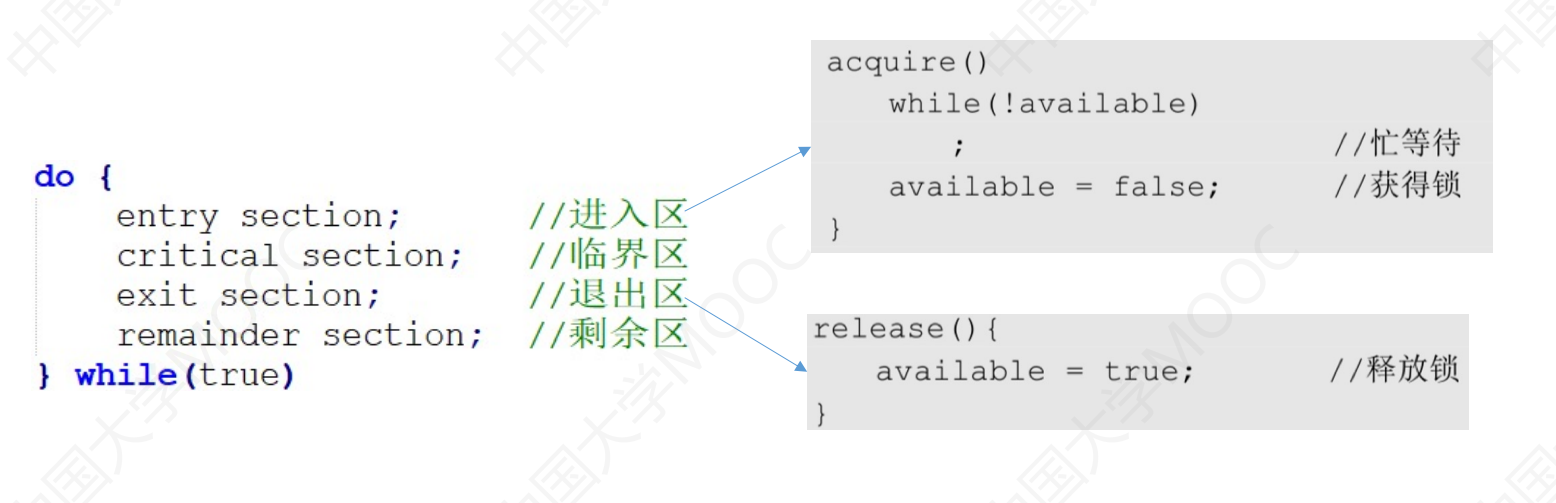 do {
entry section; //进入区
critical section; //临界区
exit section; //退出区
remainder section; //剩余区
} while(true)
acquire()
while(!available)
; //忙等待
available = false; //获得锁
}
release(){
available = true; //释放锁
}
中国大学MOOC